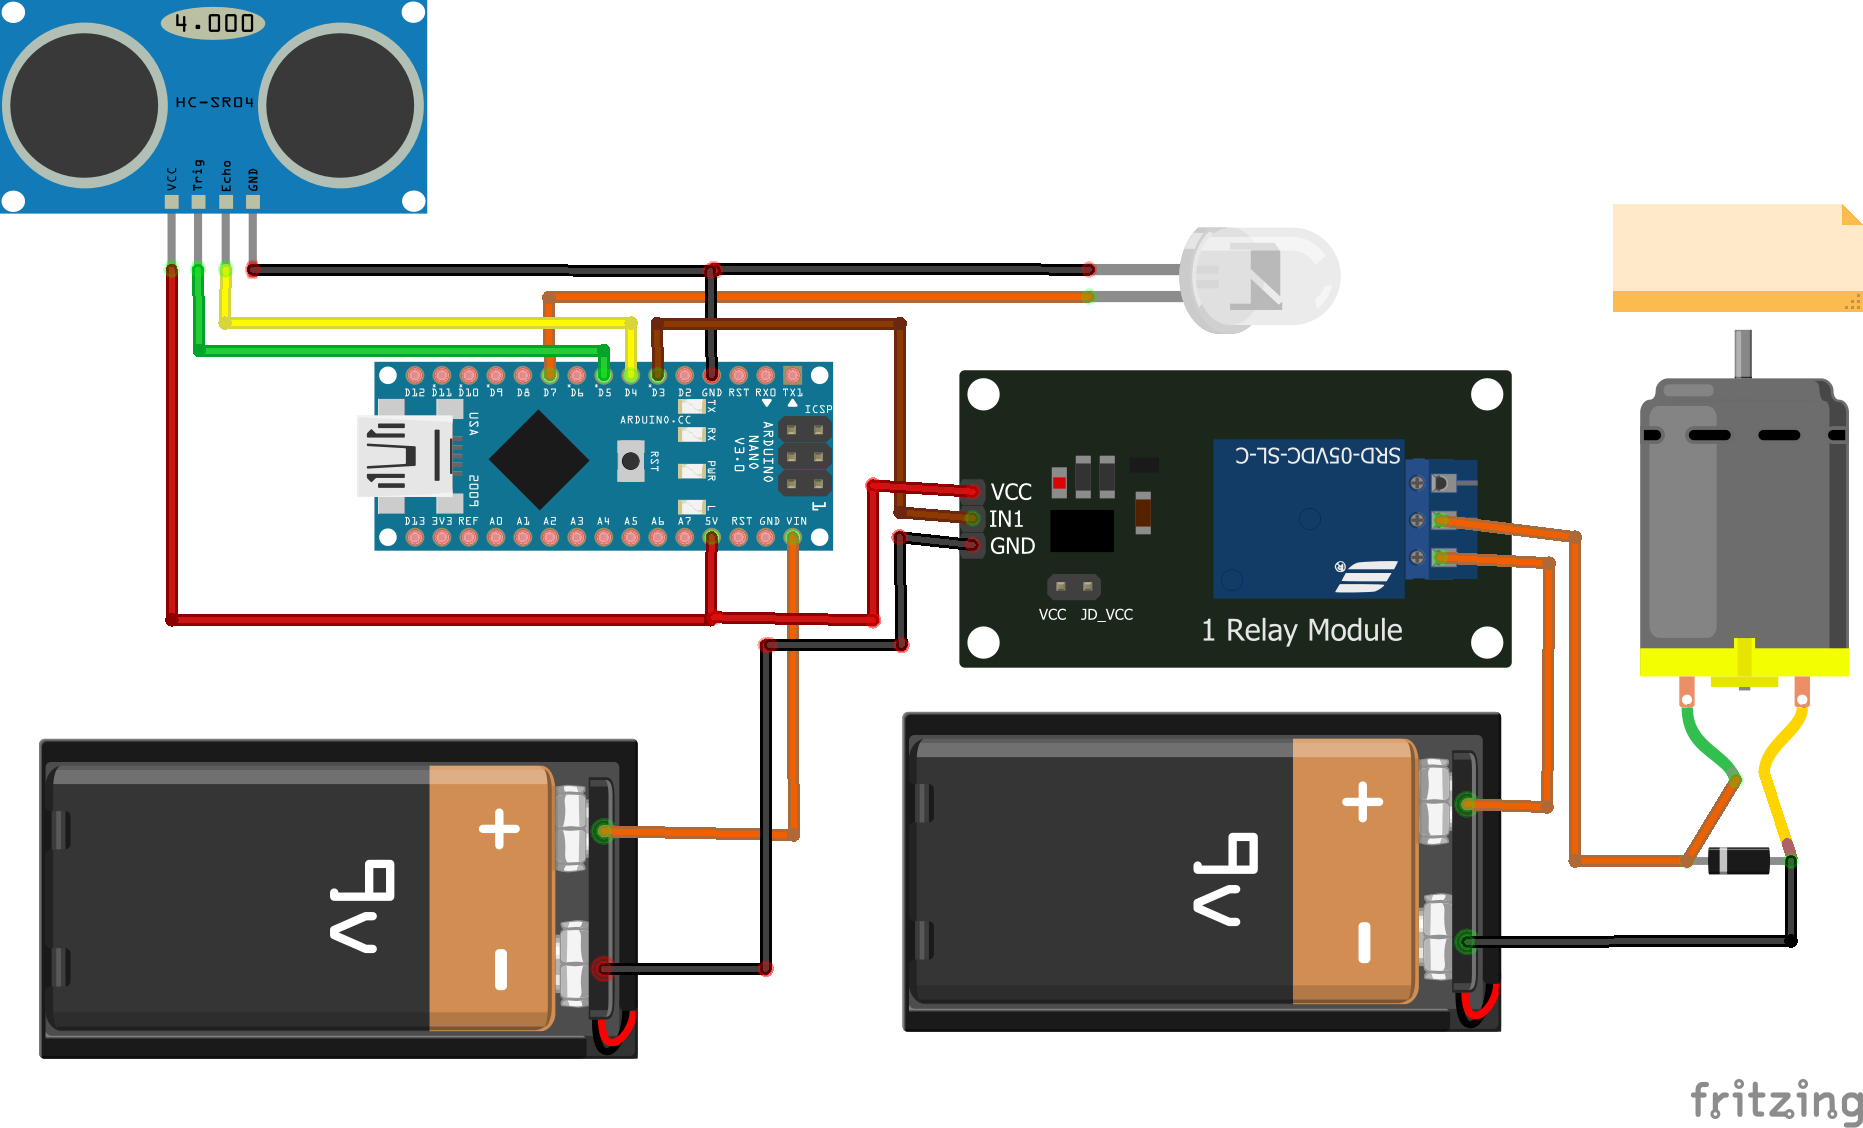 4.000
HC-SR04
VCC Trig Echo GND
D12 D11 D10 D9 D8 D7 D6 D5 D4 D3 D2 GND RST RX0 TX1
ARDUINO.CC
ICSP
TX
RX
PWR
L
RST
USA
2009
ARDUINO
NANO
V3.0
1
D13 3V3 REF A0 A1 A2 A3 A4 A5 A6 A7 5V RST GND VIN
VCC
IN1
GND
VCC JD_VCC
SRD-05VDC-SL-C
®
1 Relay Module
+
9V
-
+
9V
-
fritzing